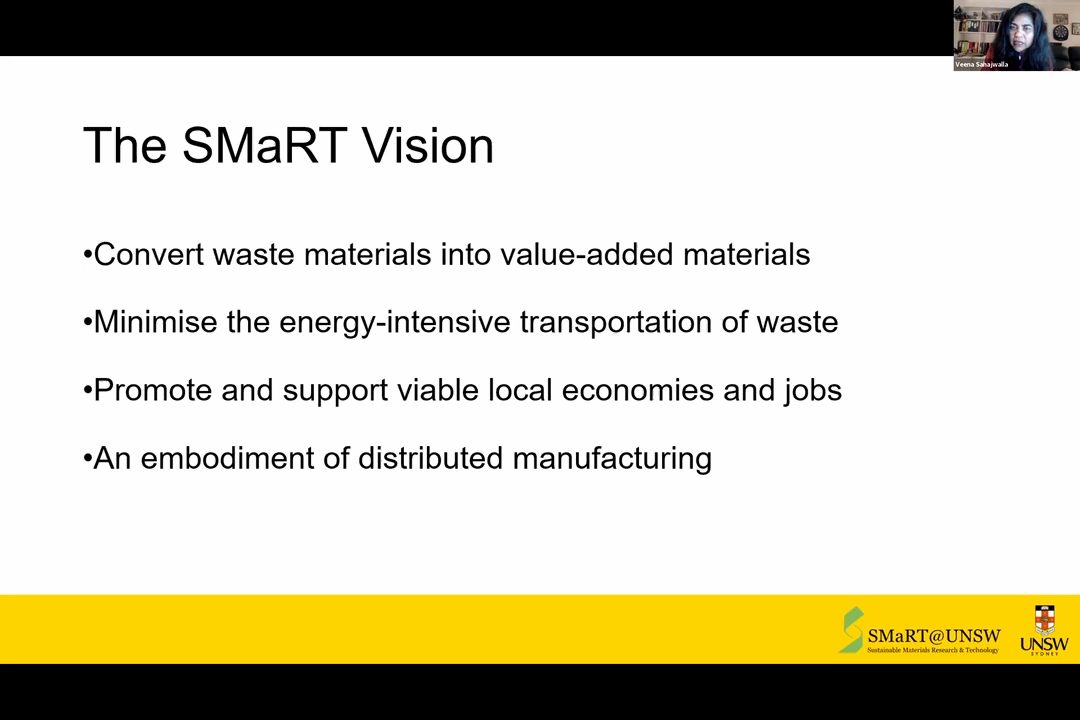 Veena Sahajwalla
The SMaRT Vision
•Convert waste materials into value-added materials
•Minimise the energy-intensive transportation of waste
•Promote and support viable local economies and jobs
•An embodiment of distributed manufacturing
SMaRT@UNSW
Sustainable Materials Research & Technology
UNSW
SYDNEY